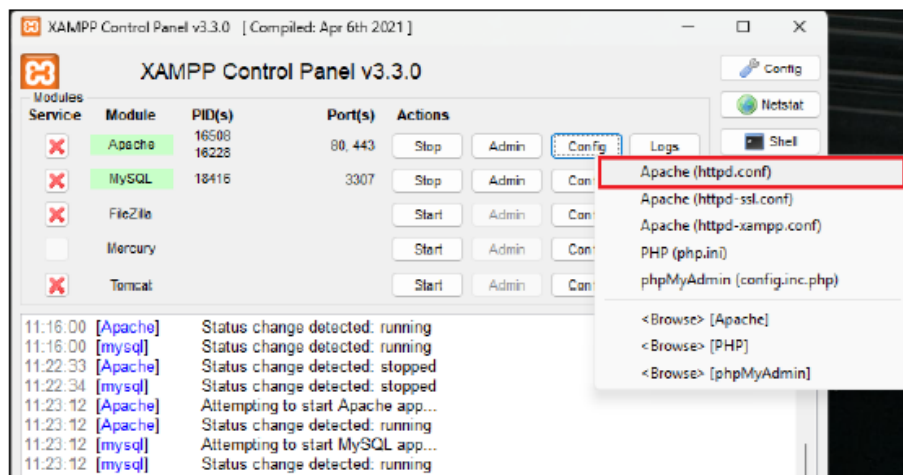 XAMPP Control Panel v3.3.0 [ Compiled: Apr 6th 2021 ]
XAMPP Control Panel v3.3.0
Config
Modules
Service Module PID(s) Port(s) Actions
Netstat
Apache 16508 16228 80, 443 Stop Admin Config Logs
Shell
MySQL 18416 3307 Stop Admin Con
FileZilla Start Admin Con
Mercury Start Admin Con
Tomcat Start Admin Con
Apache (httpd.conf)
Apache (httpd-ssl.conf)
Apache (httpd-xampp.conf)
PHP (php.ini)
phpMyAdmin (config.inc.php)
<Browse> [Apache]
<Browse> [PHP]
<Browse> [phpMyAdmin]
11:16:00 [Apache] Status change detected: running
11:16:00 [mysql] Status change detected: running
11:22:33 [Apache] Status change detected: stopped
11:22:34 [mysql] Status change detected: stopped
11:23:12 [Apache] Attempting to start Apache app...
11:23:12 [Apache] Status change detected: running
11:23:12 [mysql] Attempting to start MySQL app...
11:23:12 [mysql] Status change detected: running